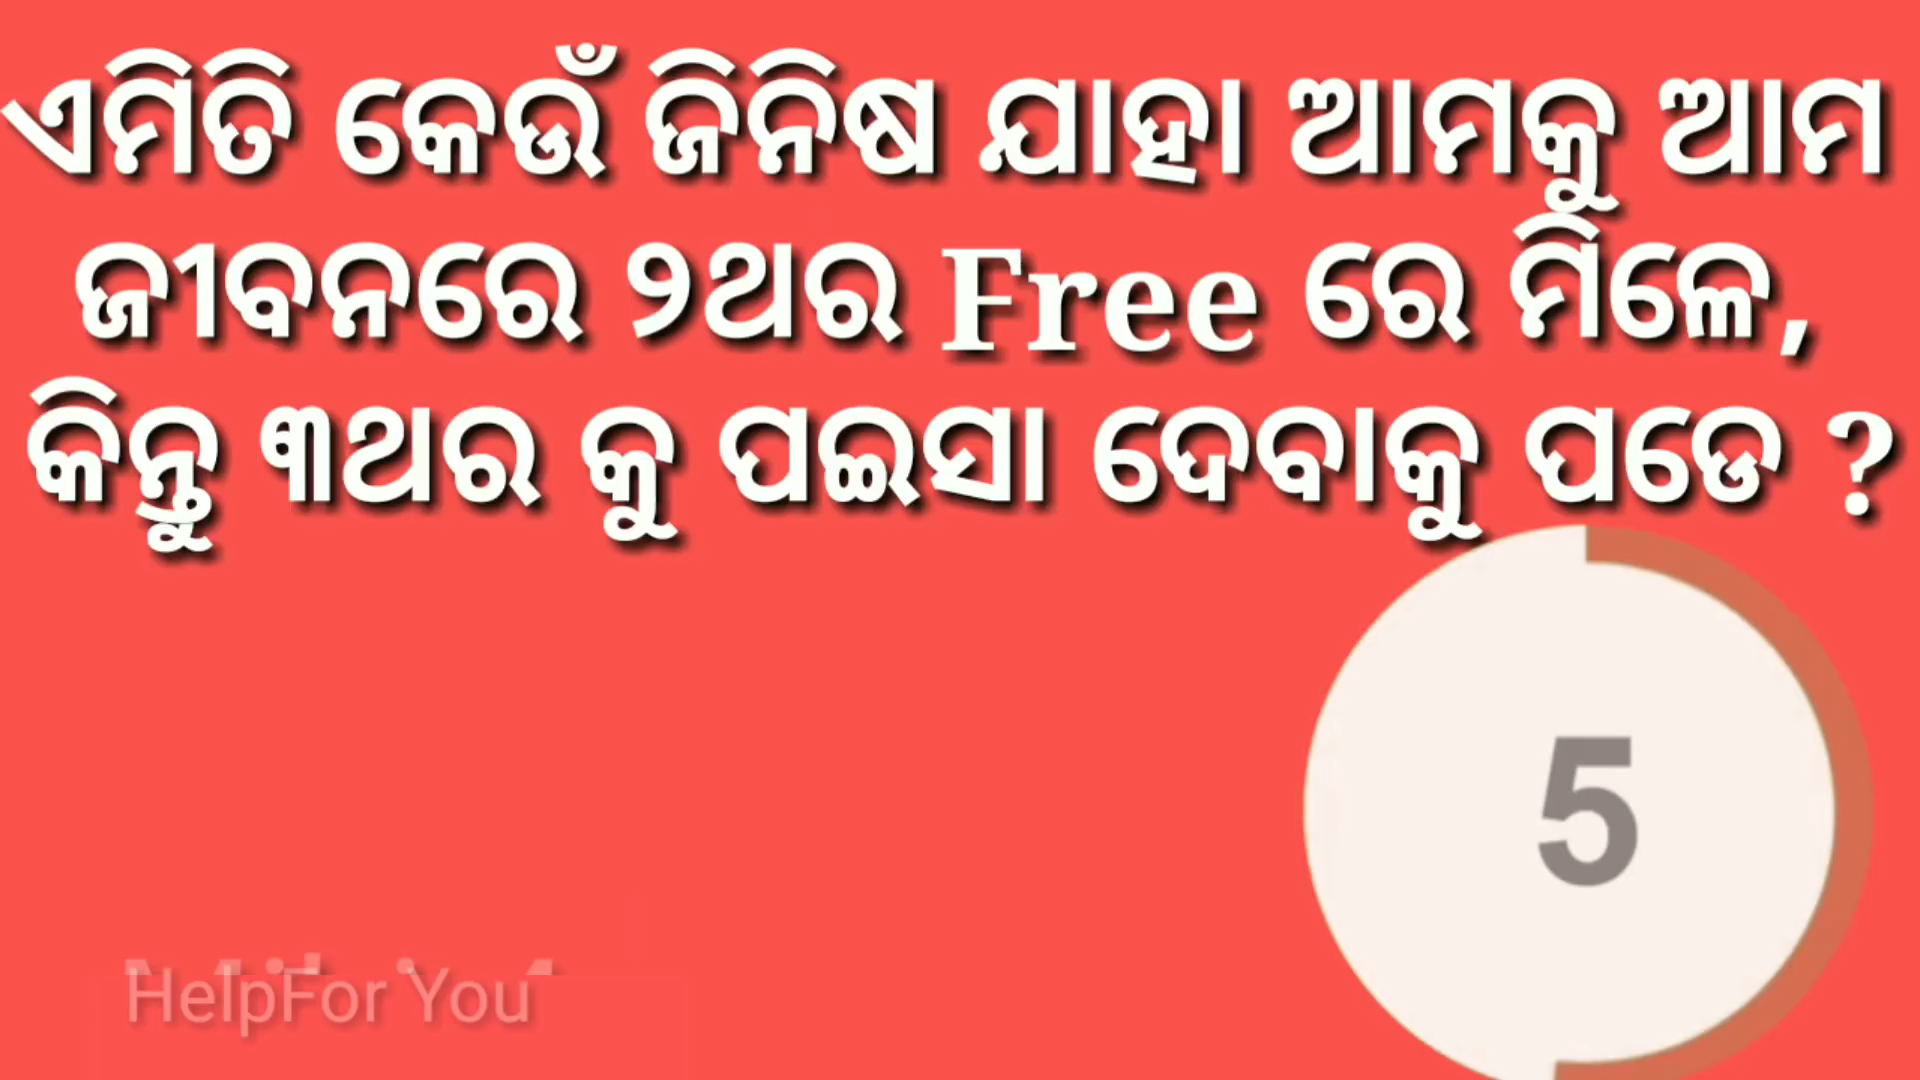 ଏମିତି କେଉଁ ଜିନିଷ ଯାହା ଆମକୁ ଆମ
ଜୀବନରେ ୨ଥର Free ରେ ମିଳେ,
କିନ୍ତୁ ୩ଥର କୁ ପଇସା ଦେବାକୁ ପଡେ ?
5
HelpFor You